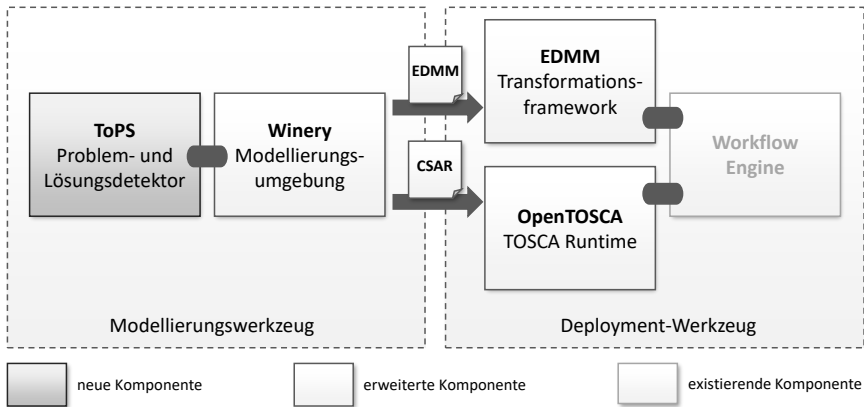 ToPS
Problem- und
Lösungsdetektor
Winery
Modellierungs-
umgebung
EDMM
CSAR
EDMM
Transformations-
framework
OpenTOSCA
TOSCA Runtime
Workflow
Engine
Modellierungswerkzeug
Deployment-Werkzeug
neue Komponente
erweiterte Komponente
existierende Komponente